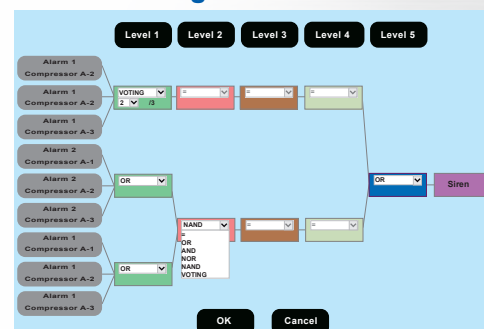 Level 1 Level 2 Level 3 Level 4 Level 5
Alarm 1
Compressor A-2
Alarm 1
Compressor A-2
Alarm 1
Compressor A-3
Alarm 2
Compressor A-1
Alarm 2
Compressor A-2
Alarm 2
Compressor A-3
Alarm 1
Compressor A-1
Alarm 1
Compressor A-2
Alarm 1
Compressor A-3
VOTING = = =
2 /3
OR
OR Siren
NAND = =
=
OR
AND
NOR
NAND
VOTING
OR
OK Cancel